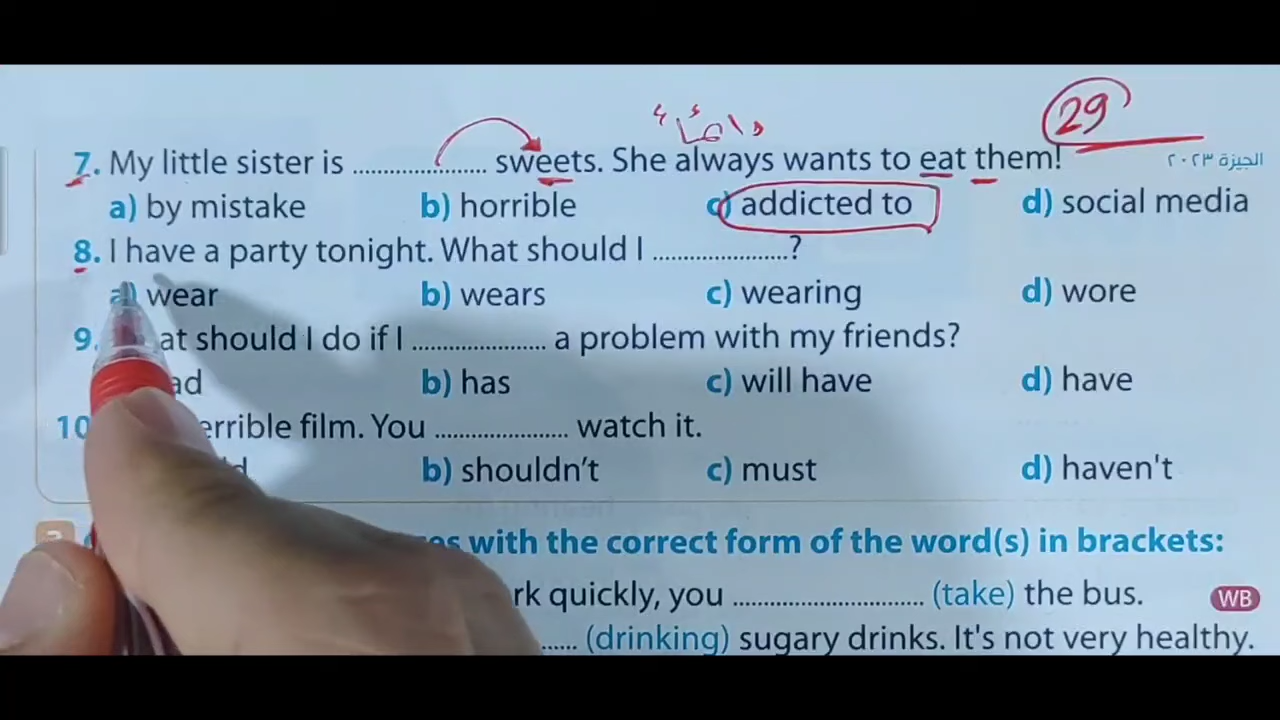 29
دائماً
7. My little sister is ........................ sweets. She always wants to eat them! الجيزة ٢٠٢٣
a) by mistake b) horrible c) addicted to d) social media
8. I have a party tonight. What should I ........................?
a) wear b) wears c) wearing d) wore
9. at should I do if I ........................ a problem with my friends?
ad b) has c) will have d) have
10 errible film. You ........................ watch it.
b) shouldn't c) must d) haven't
with the correct form of the word(s) in brackets:
rk quickly, you ................................ (take) the bus. WB
...... (drinking) sugary drinks. It's not very healthy.